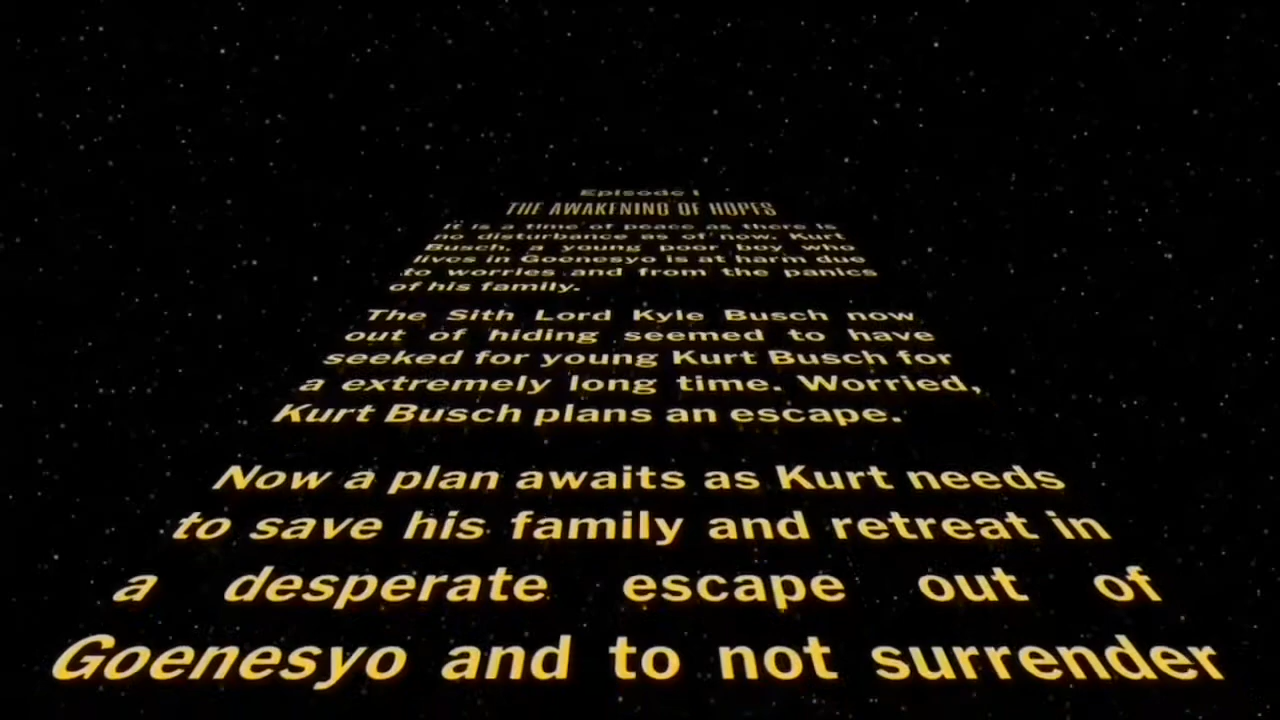 Episode I
THE AWAKENING OF HOPES
It is a time of peace as there is
no disturbance as of now. Kurt
Busch, a young poor boy who
lives in Goenesyo is at harm due
to worries and from the panics
of his family.
The Sith Lord Kyle Busch now
out of hiding seemed to have
seeked for young Kurt Busch for
a extremely long time. Worried,
Kurt Busch plans an escape.
Now a plan awaits as Kurt needs
to save his family and retreat in
a desperate escape out of
Goenesyo and to not surrender